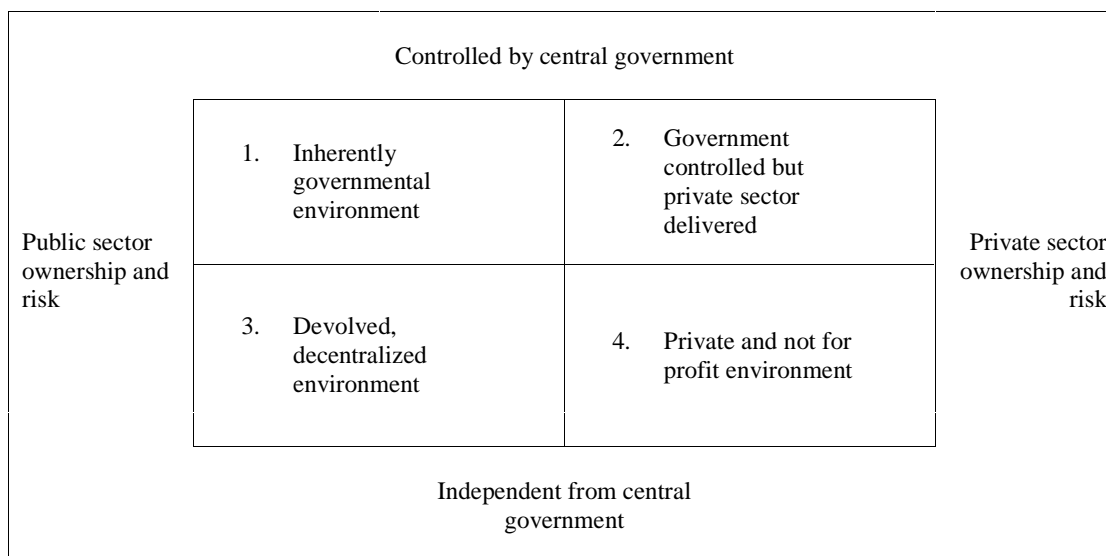 Controlled by central government
1. Inherently
governmental
environment
2. Government
controlled but
private sector
delivered
Public sector
ownership and
risk
Private sector
ownership and
risk
3. Devolved,
decentralized
environment
4. Private and not for
profit environment
Independent from central
government